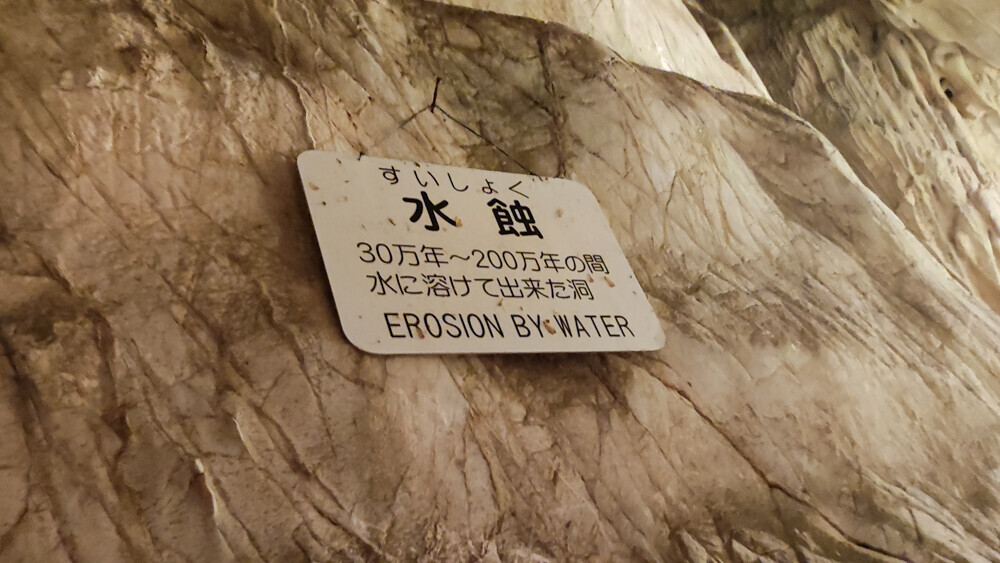 すいしょく
水蝕
30万年～200万年の間
水に溶けて出来た洞
EROSION BY WATER